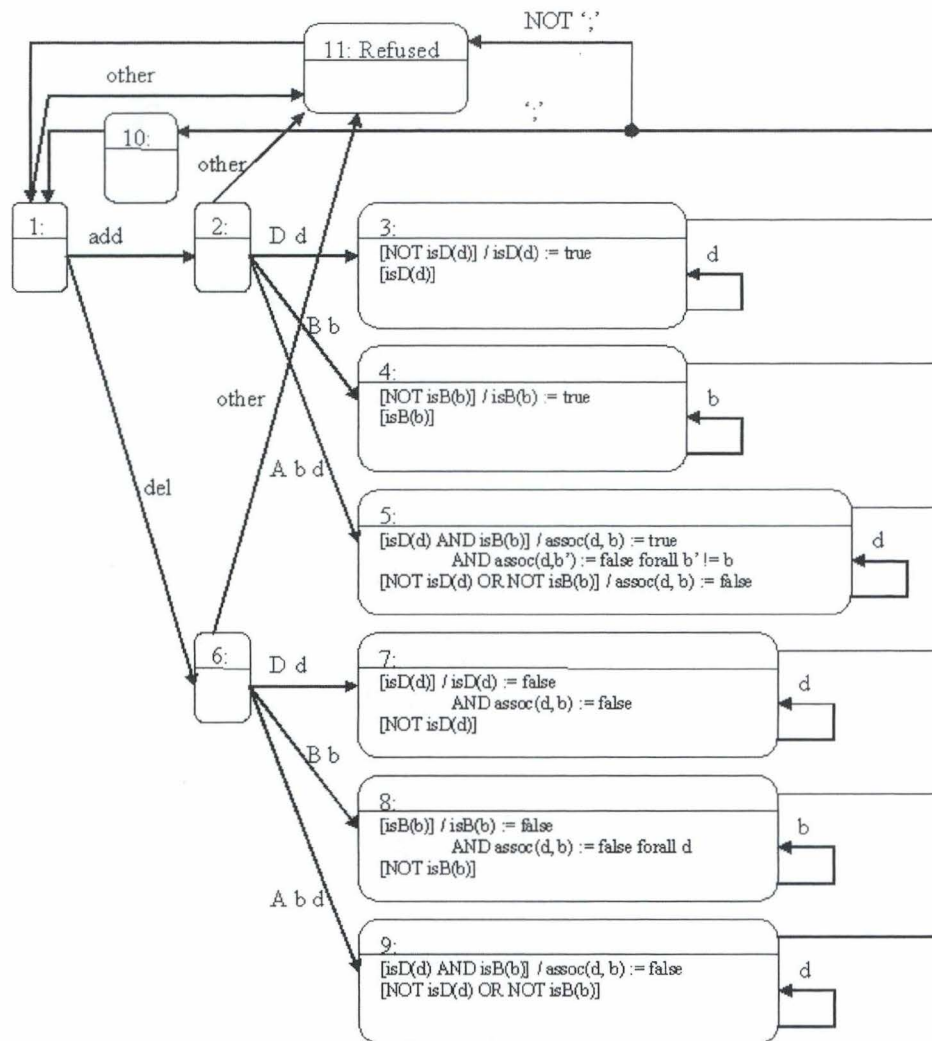 NOT ‘;’
11: Refused
other
‘;’
10:
other
1:
add
2:
D d
3:
[NOT isD(d)] / isD(d) := true
[isD(d)]
d
B b
4:
[NOT isB(b)] / isB(b) := true
[isB(b)]
b
other
A b d
del
5:
[isD(d) AND isB(b)] / assoc(d, b) := true
AND assoc(d,b’) := false forall b’ != b
[NOT isD(d) OR NOT isB(b)] / assoc(d, b) := false
d
6:
D d
7:
[isD(d)] / isD(d) := false
AND assoc(d, b) := false
[NOT isD(d)]
d
B b
8:
[isB(b)] / isB(b) := false
AND assoc(d, b) := false forall d
[NOT isB(b)]
b
A b d
9:
[isD(d) AND isB(b)] / assoc(d, b) := false
[NOT isD(d) OR NOT isB(b)]
d